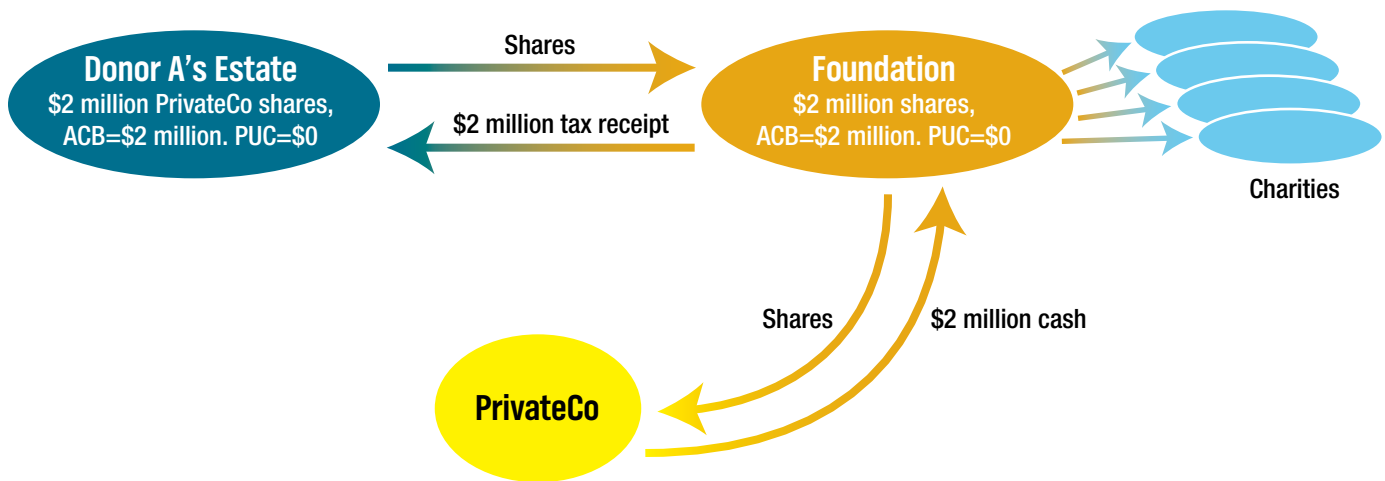 Donor A's Estate
$2 million PrivateCo shares,
ACB=$2 million. PUC=$0
Shares
$2 million tax receipt
Foundation
$2 million shares,
ACB=$2 million. PUC=$0
Charities
Shares
$2 million cash
PrivateCo